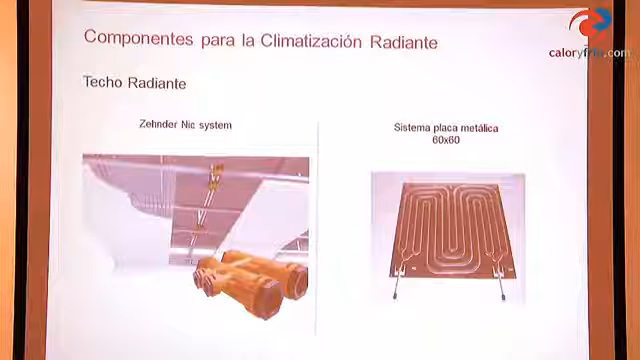 caloryfrio.com
Componentes para la Climatización Radiante
Techo Radiante
Zehnder Nic system
Sistema placa metálica
60x60